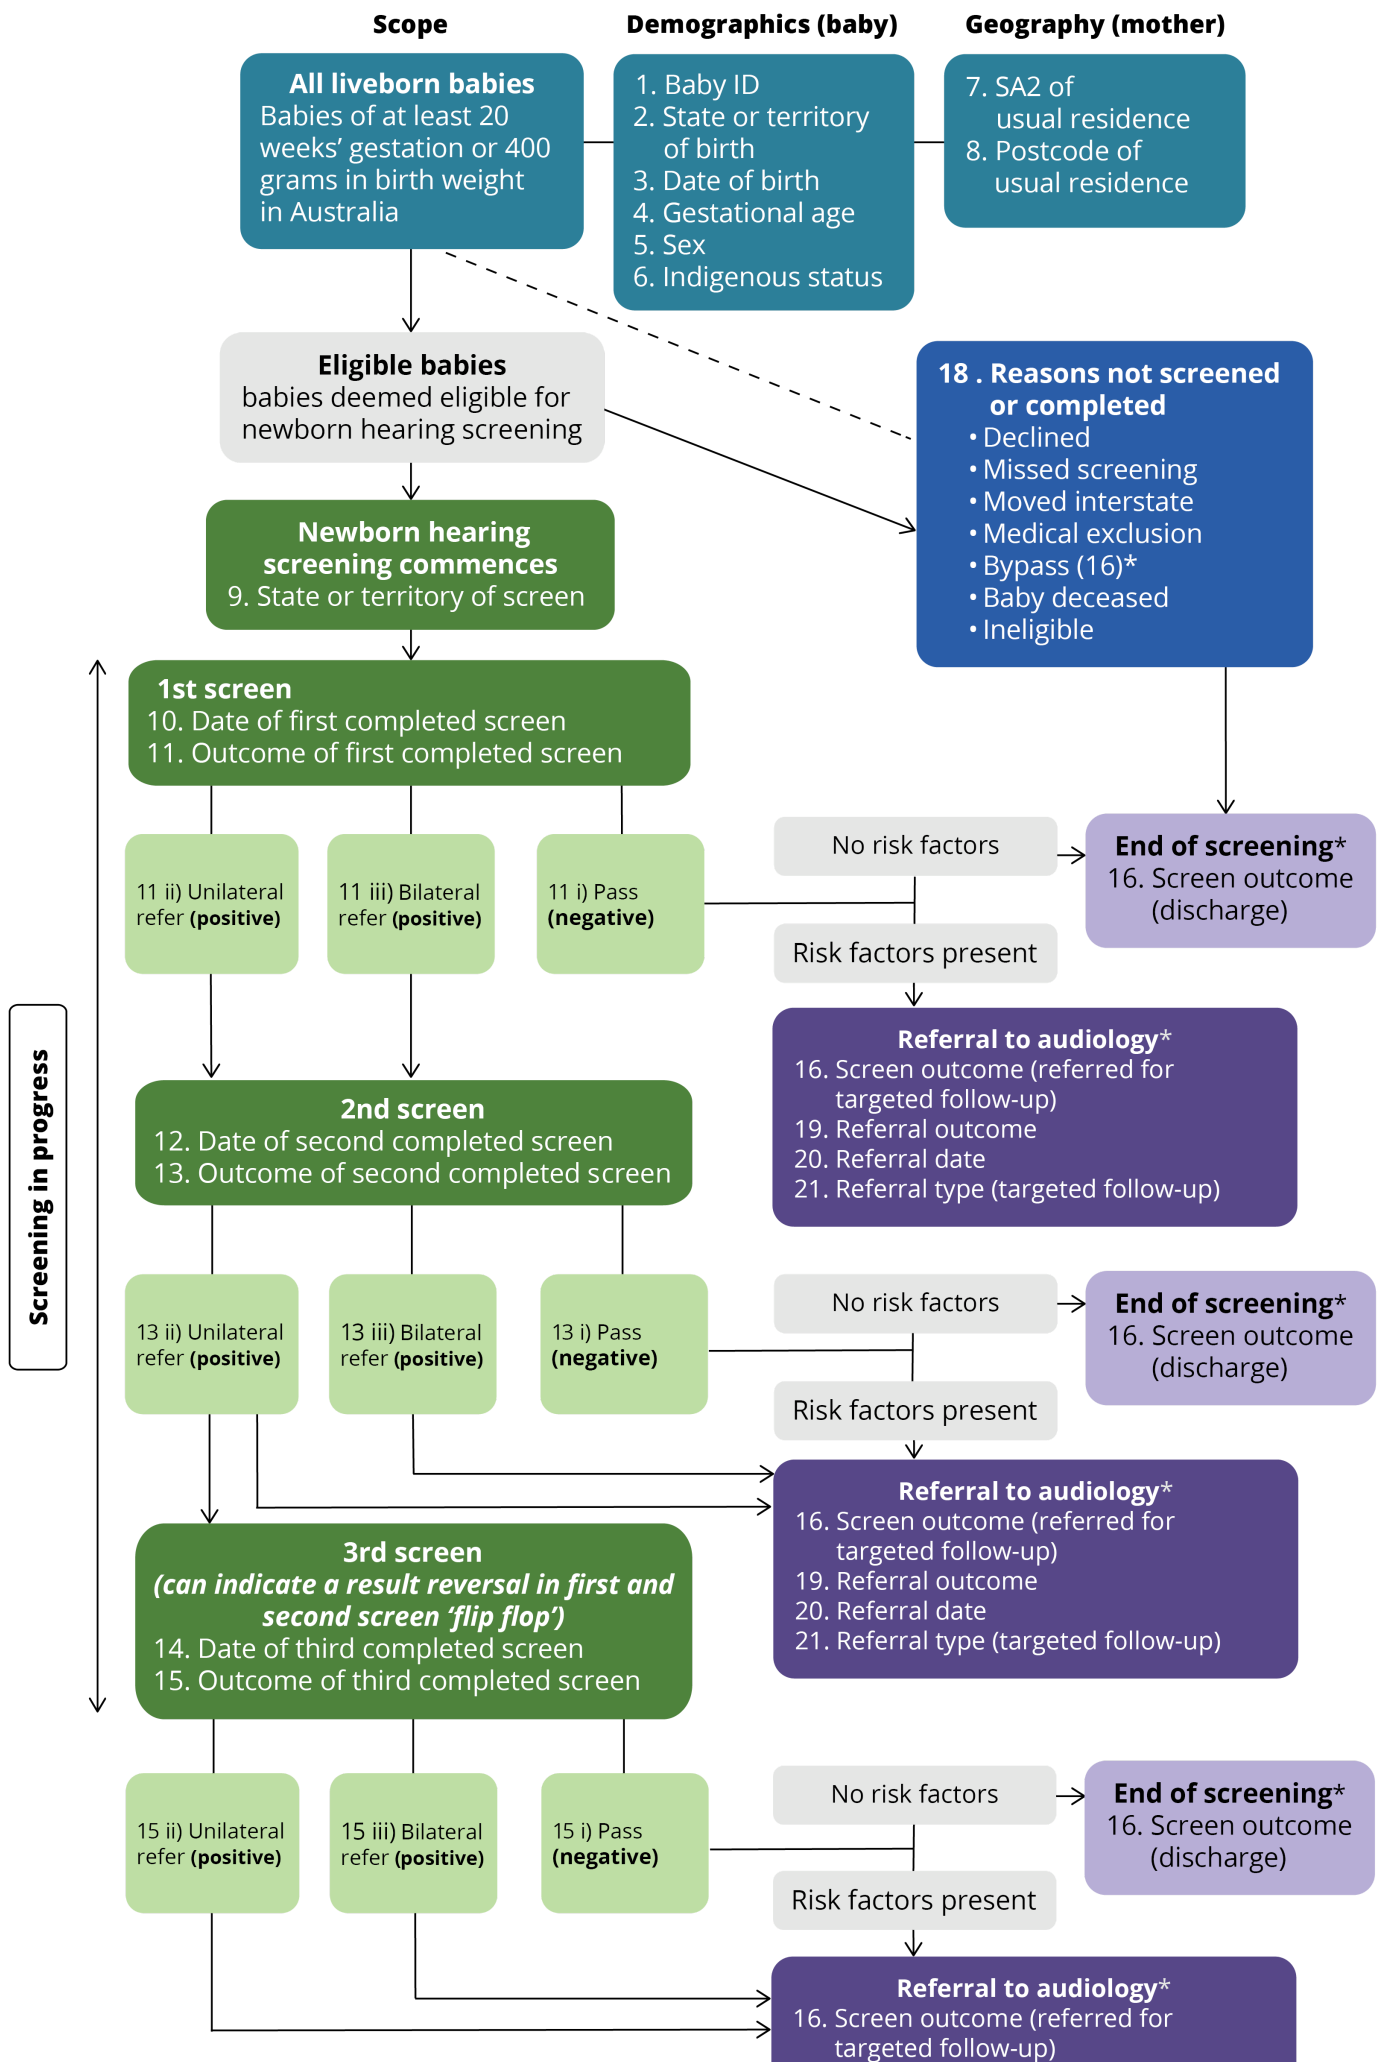 Scope
Demographics (baby)
Geography (mother)
All liveborn babies
Babies of at least 20
weeks’ gestation or 400
grams in birth weight
in Australia
1. Baby ID
2. State or territory
of birth
3. Date of birth
4. Gestational age
5. Sex
6. Indigenous status
7. SA2 of
usual residence
8. Postcode of
usual residence
Eligible babies
babies deemed eligible for
newborn hearing screening
18 . Reasons not screened
or completed
• Declined
• Missed screening
• Moved interstate
• Medical exclusion
• Bypass (16)*
• Baby deceased
• Ineligible
Newborn hearing
screening commences
9. State or territory of screen
Screening in progress
1st screen
10. Date of first completed screen
11. Outcome of first completed screen
11 ii) Unilateral
refer (positive)
11 iii) Bilateral
refer (positive)
11 i) Pass
(negative)
No risk factors
Risk factors present
End of screening*
16. Screen outcome
(discharge)
Referral to audiology*
16. Screen outcome (referred for
targeted follow-up)
19. Referral outcome
20. Referral date
21. Referral type (targeted follow-up)
2nd screen
12. Date of second completed screen
13. Outcome of second completed screen
13 ii) Unilateral
refer (positive)
13 iii) Bilateral
refer (positive)
13 i) Pass
(negative)
No risk factors
Risk factors present
End of screening*
16. Screen outcome
(discharge)
Referral to audiology*
16. Screen outcome (referred for
targeted follow-up)
19. Referral outcome
20. Referral date
21. Referral type (targeted follow-up)
3rd screen
(can indicate a result reversal in first and
second screen ‘flip flop’)
14. Date of third completed screen
15. Outcome of third completed screen
15 ii) Unilateral
refer (positive)
15 iii) Bilateral
refer (positive)
15 i) Pass
(negative)
No risk factors
Risk factors present
End of screening*
16. Screen outcome
(discharge)
Referral to audiology*
16. Screen outcome (referred for
targeted follow-up)